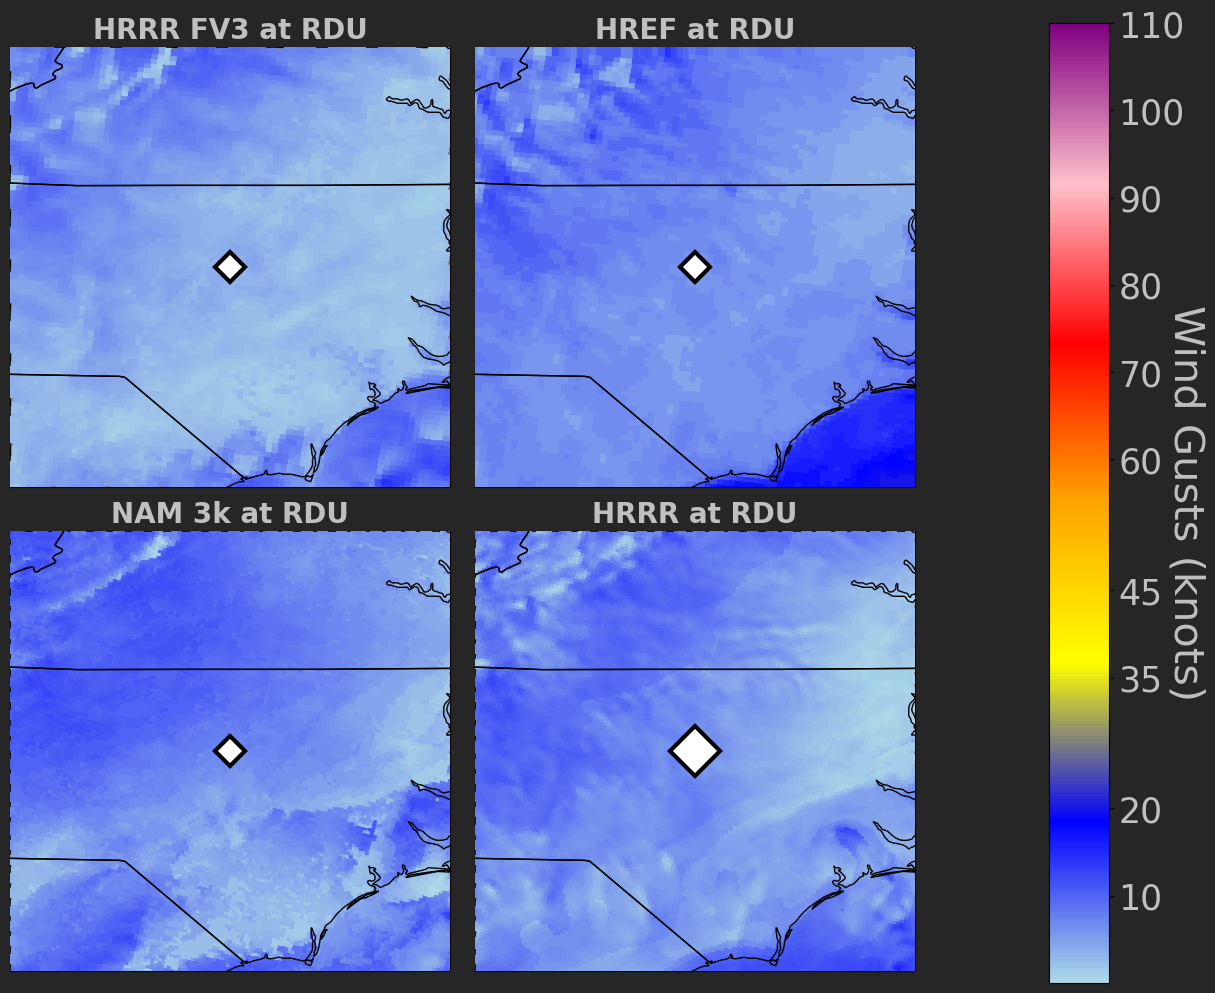 HRRR FV3 at RDU
HREF at RDU
NAM 3k at RDU
HRRR at RDU
110
100
90
80
70
60
45
35
20
10
Wind Gusts (knots)